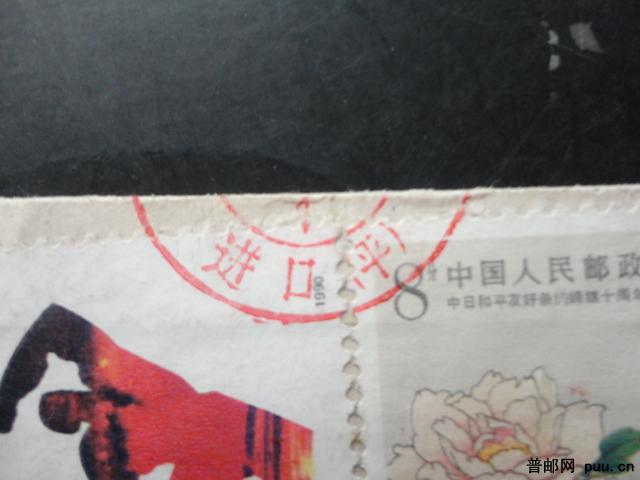 进口(平)
1990
8分
中国人民邮政
中日和平友好条约缔结十周年
普邮网 puu.cn